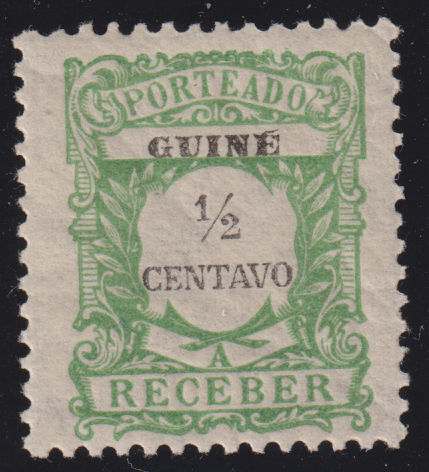 PORTEADO
GUINÉ
½
CENTAVO
A
RECEBER